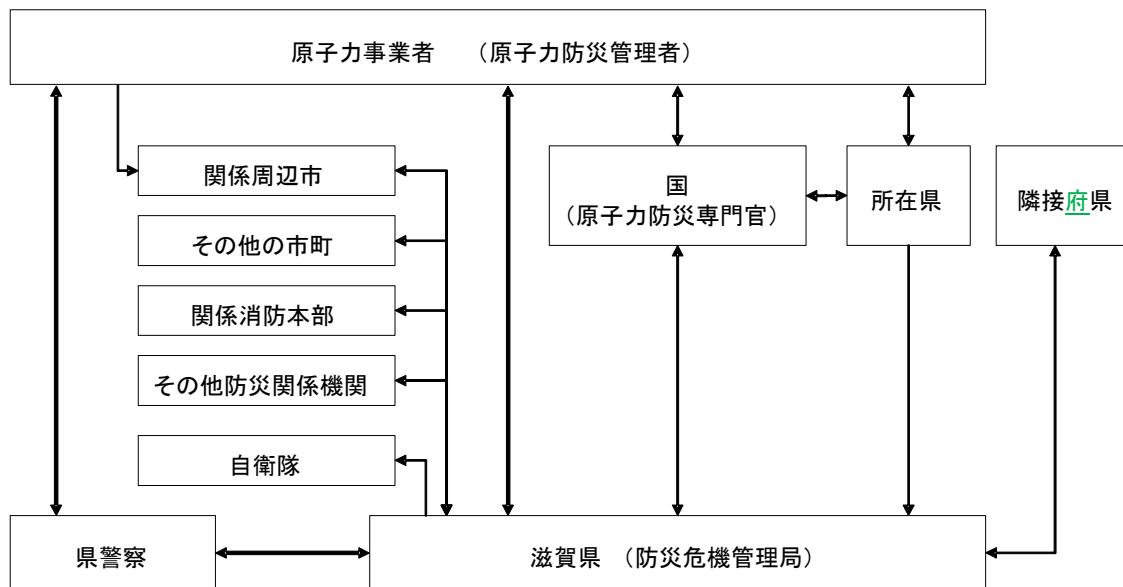 原子力事業者　（原子力防災管理者）
関係周辺市
国
（原子力防災専門官）
所在県
隣接府県
その他の市町
関係消防本部
その他防災関係機関
自衛隊
県警察
滋賀県　（防災危機管理局）